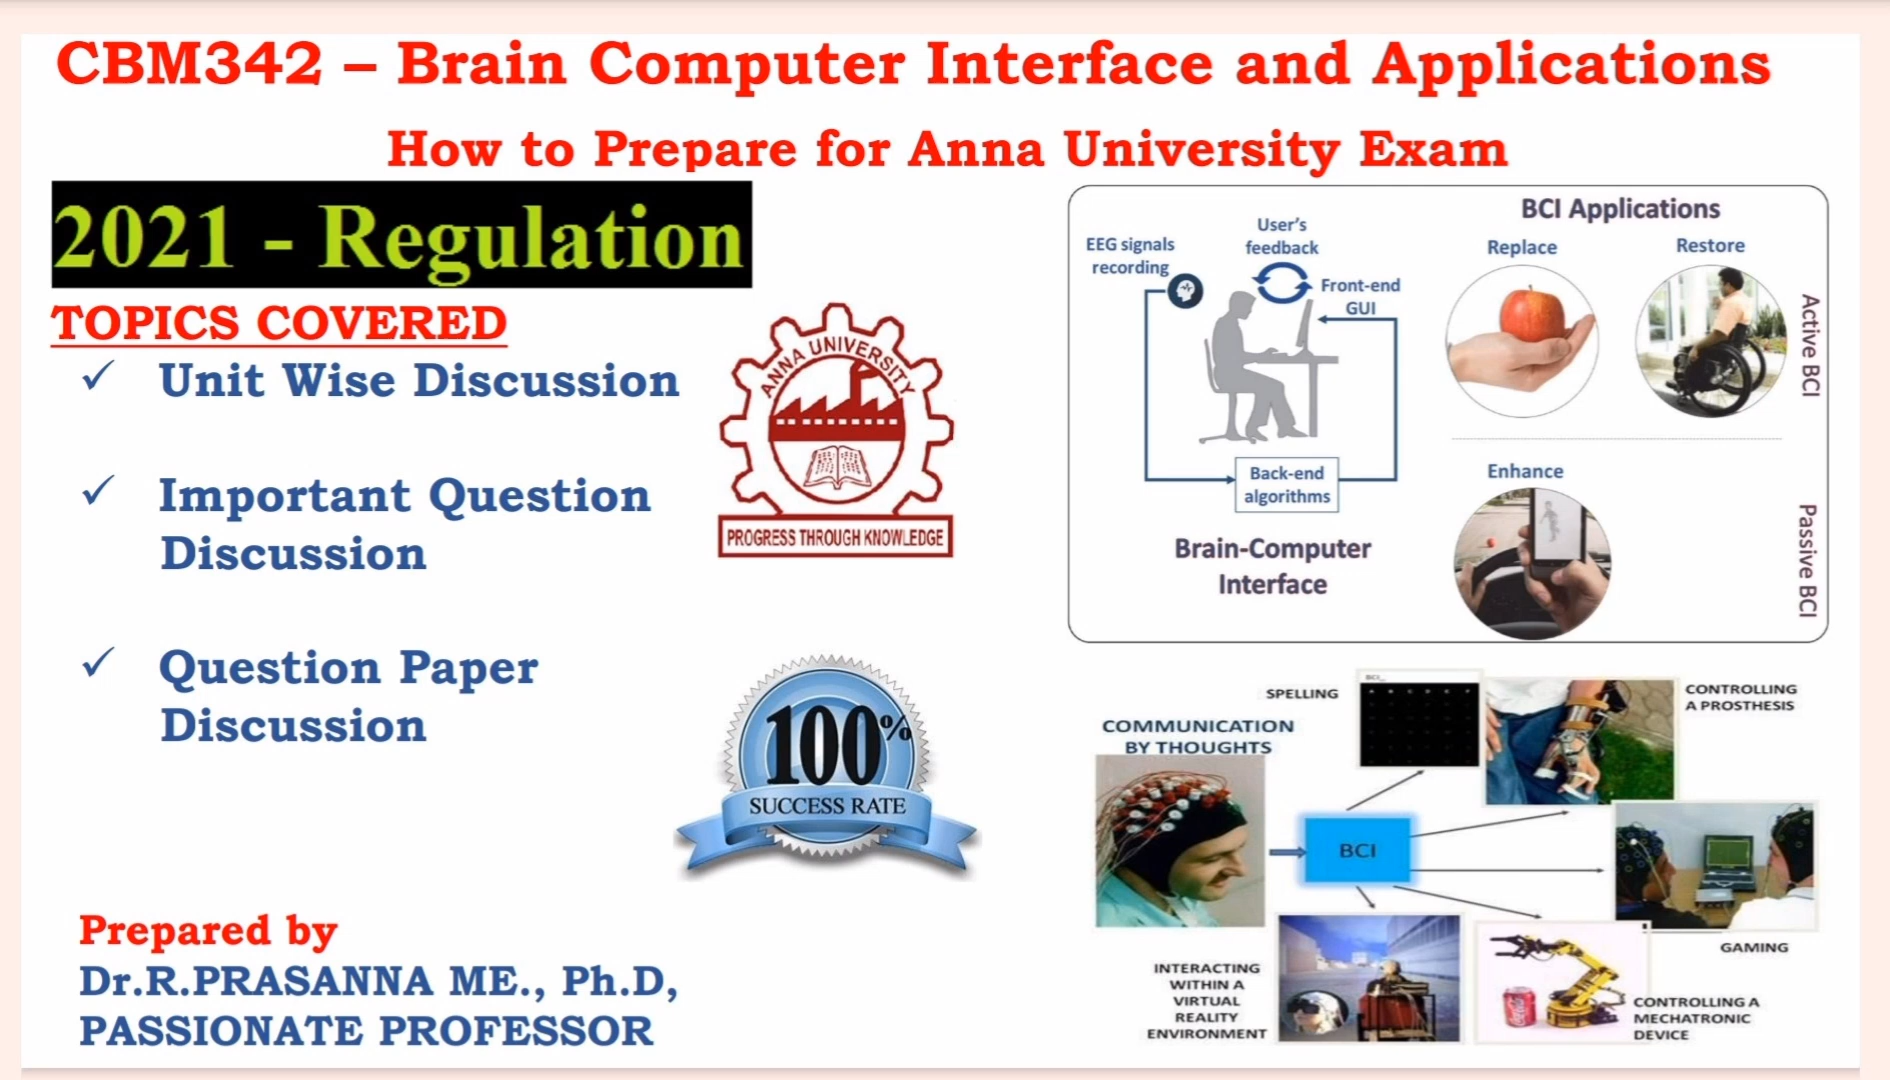 CBM342 – Brain Computer Interface and Applications
How to Prepare for Anna University Exam
2021 - Regulation
TOPICS COVERED
✓ Unit Wise Discussion
✓ Important Question
Discussion
✓ Question Paper
Discussion
Prepared by
Dr.R.PRASANNA ME., Ph.D,
PASSIONATE PROFESSOR
ANNA UNIVERSITY
PROGRESS THROUGH KNOWLEDGE
100%
SUCCESS RATE
EEG signals
recording
User's
feedback
Front-end
GUI
Back-end
algorithms
Brain-Computer
Interface
BCI Applications
Replace
Restore
Active BCI
Enhance
Passive BCI
COMMUNICATION
BY THOUGHTS
SPELLING
CONTROLLING
A PROSTHESIS
BCI
GAMING
INTERACTING
WITHIN A
VIRTUAL
REALITY
ENVIRONMENT
CONTROLLING A
MECHATRONIC
DEVICE